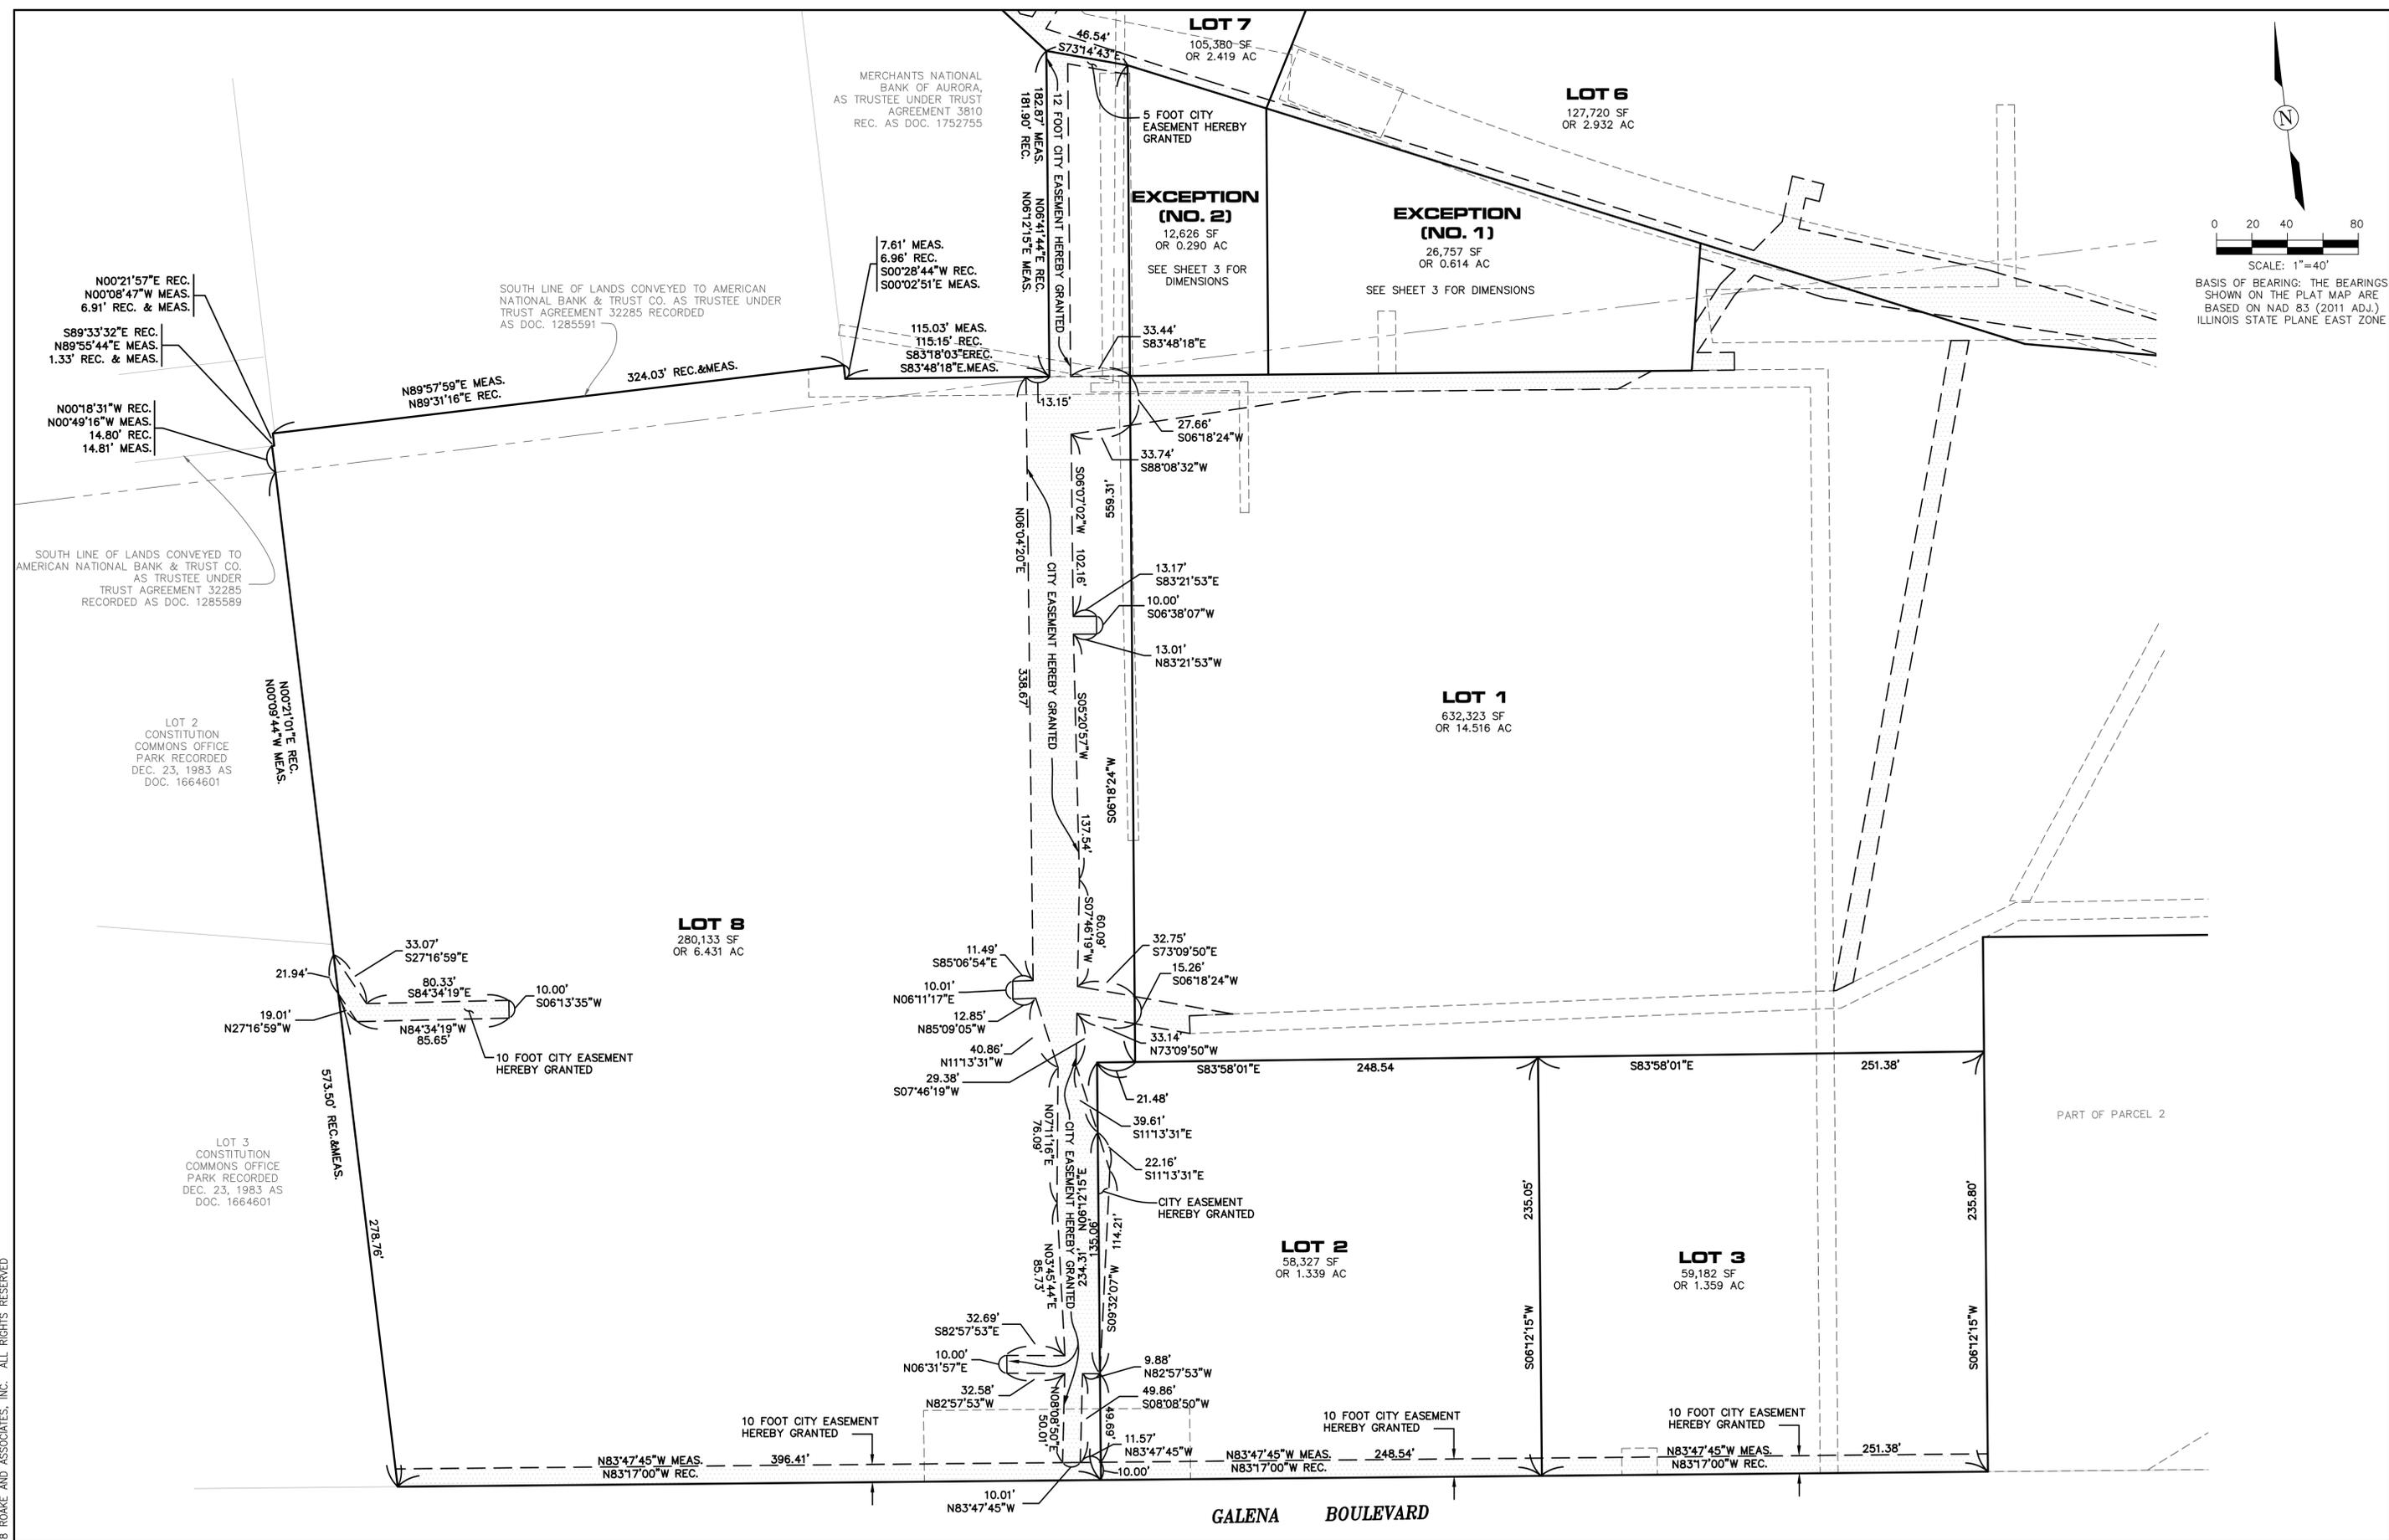 46.54'
S73°14'43"E
LOT 7
105,380 SF
OR 2.419 AC
MERCHANTS NATIONAL
BANK OF AURORA,
AS TRUSTEE UNDER TRUST
AGREEMENT 3810
REC. AS DOC. 1752755
182.87' MEAS.
181.90' REC.
N06°41'44"E REC.
N06°12'15"E MEAS.
12 FOOT CITY EASEMENT HEREBY GRANTED
5 FOOT CITY
EASEMENT HEREBY
GRANTED
LOT 6
127,720 SF
OR 2.932 AC
N
0 20 40 80
SCALE: 1"=40'
BASIS OF BEARING: THE BEARINGS
SHOWN ON THE PLAT MAP ARE
BASED ON NAD 83 (2011 ADJ.)
ILLINOIS STATE PLANE EAST ZONE
EXCEPTION
(NO. 2)
12,626 SF
OR 0.290 AC
SEE SHEET 3 FOR
DIMENSIONS
EXCEPTION
(NO. 1)
26,757 SF
OR 0.614 AC
SEE SHEET 3 FOR DIMENSIONS
7.61' MEAS.
6.96' REC.
S00°28'44"W REC.
S00°02'51"E MEAS.
N00°21'57"E REC.
N00°08'47"W MEAS.
6.91' REC. & MEAS.
S89°33'32"E REC.
N89°55'44"E MEAS.
1.33' REC. & MEAS.
N00°18'31"W REC.
N00°49'16"W MEAS.
14.80' REC.
14.81' MEAS.
SOUTH LINE OF LANDS CONVEYED TO AMERICAN
NATIONAL BANK & TRUST CO. AS TRUSTEE UNDER
TRUST AGREEMENT 32285 RECORDED
AS DOC. 1285591
N89°57'59"E MEAS.
N89°31'16"E REC.
324.03' REC.&MEAS.
115.03' MEAS.
115.15' REC.
S83°18'03"EREC.
S83°48'18"E.MEAS.
33.44'
S83°48'18"E
13.15'
27.66'
S06°18'24"W
33.74'
S88°08'32"W
SOUTH LINE OF LANDS CONVEYED TO
AMERICAN NATIONAL BANK & TRUST CO.
AS TRUSTEE UNDER
TRUST AGREEMENT 32285
RECORDED AS DOC. 1285589
N06°04'20"E
338.67'
CITY EASEMENT HEREBY GRANTED
S06°07'02"W 102.16'
559.31'
S06°18'24"W
13.17'
S83°21'53"E
10.00'
S06°38'07"W
13.01'
N83°21'53"W
S05°20'57"W
137.54'
S07°46'19"W
60.09'
LOT 1
632,323 SF
OR 14.516 AC
N00°21'01"E REC.
N00°09'44"W MEAS.
LOT 2
CONSTITUTION
COMMONS OFFICE
PARK RECORDED
DEC. 23, 1983 AS
DOC. 1664601
LOT 8
280,133 SF
OR 6.431 AC
33.07'
S27°16'59"E
21.94'
80.33'
S84°34'19"E
10.00'
S06°13'35"W
19.01'
N27°16'59"W
N84°34'19"W
85.65'
10 FOOT CITY EASEMENT
HEREBY GRANTED
11.49'
S85°06'54"E
10.01'
N06°11'17"E
12.85'
N85°09'05"W
40.86'
N11°13'31"W
29.38'
S07°46'19"W
32.75'
S73°09'50"E
15.26'
S06°18'24"W
33.14'
N73°09'50"W
S83°58'01"E
248.54
S83°58'01"E
251.38'
21.48'
39.61'
S11°13'31"E
22.16'
S11°13'31"E
CITY EASEMENT
HEREBY GRANTED
573.50' REC.&MEAS.
278.76'
LOT 3
CONSTITUTION
COMMONS OFFICE
PARK RECORDED
DEC. 23, 1983 AS
DOC. 1664601
N07°11'16"E
76.09'
CITY EASEMENT HEREBY GRANTED
N06°12'15"E
234.31'
135.06'
114.21'
S09°32'07"W
N03°45'44"E
85.73'
PART OF PARCEL 2
235.05'
S06°12'15"W
235.80'
S06°12'15"W
LOT 2
58,327 SF
OR 1.339 AC
LOT 3
59,182 SF
OR 1.359 AC
32.69'
S82°57'53"E
10.00'
N06°31'57"E
32.58'
N82°57'53"W
9.88'
N82°57'53"W
49.86'
S08°08'50"W
N08°08'50"E
50.01'
49.69'
11.57'
N83°47'45"W
10.00'
10.01'
N83°47'45"W
10 FOOT CITY EASEMENT
HEREBY GRANTED
10 FOOT CITY EASEMENT
HEREBY GRANTED
10 FOOT CITY EASEMENT
HEREBY GRANTED
N83°47'45"W MEAS.
N83°17'00"W REC.
396.41'
N83°47'45"W MEAS.
N83°17'00"W REC.
248.54'
N83°47'45"W MEAS.
N83°17'00"W REC.
251.38'
GALENA BOULEVARD
8 ROAKE AND ASSOCIATES, INC. ALL RIGHTS RESERVED